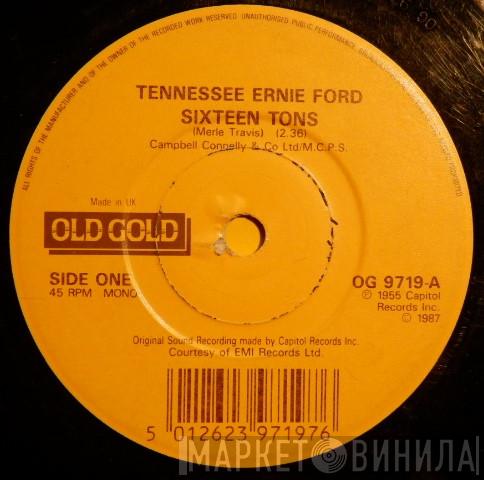 ALL RIGHTS OF THE MANUFACTURER AND OF THE OWNER OF THE RECORDED WORK RESERVED UNAUTHORISED PUBLIC PERFORMANCE,
TENNESSEE ERNIE FORD
SIXTEEN TONS
(Merle Travis) (2.36)
Campbell Connelly & Co Ltd/M.C.P.S.
Made in UK
OLD GOLD
SIDE ONE
45 RPM MONO
OG 9719-A
℗ 1955 Capitol
Records Inc.
© 1987
Original Sound Recording made by Capitol Records Inc.
Courtesy of EMI Records Ltd.
5 012623 971976
МАРКЕТ ВИНИЛА